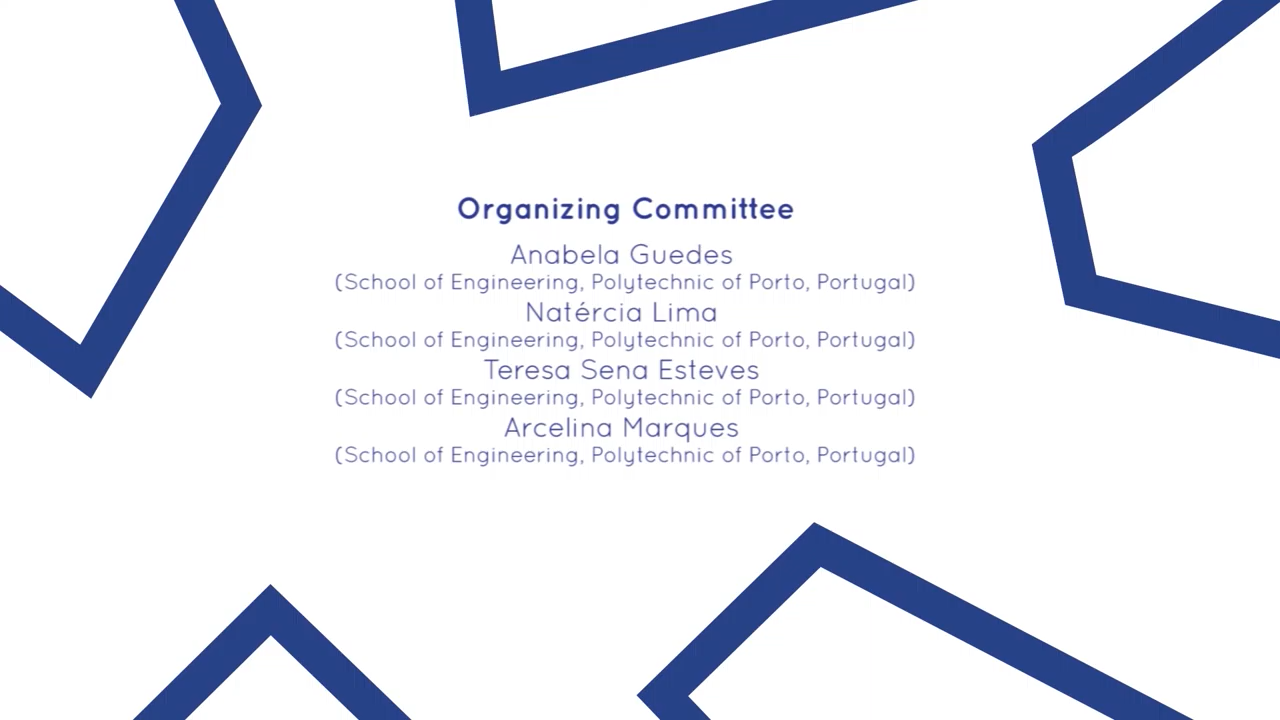 Organizing Committee
Anabela Guedes
(School of Engineering, Polytechnic of Porto, Portugal)
Natércia Lima
(School of Engineering, Polytechnic of Porto, Portugal)
Teresa Sena Esteves
(School of Engineering, Polytechnic of Porto, Portugal)
Arcelina Marques
(School of Engineering, Polytechnic of Porto, Portugal)